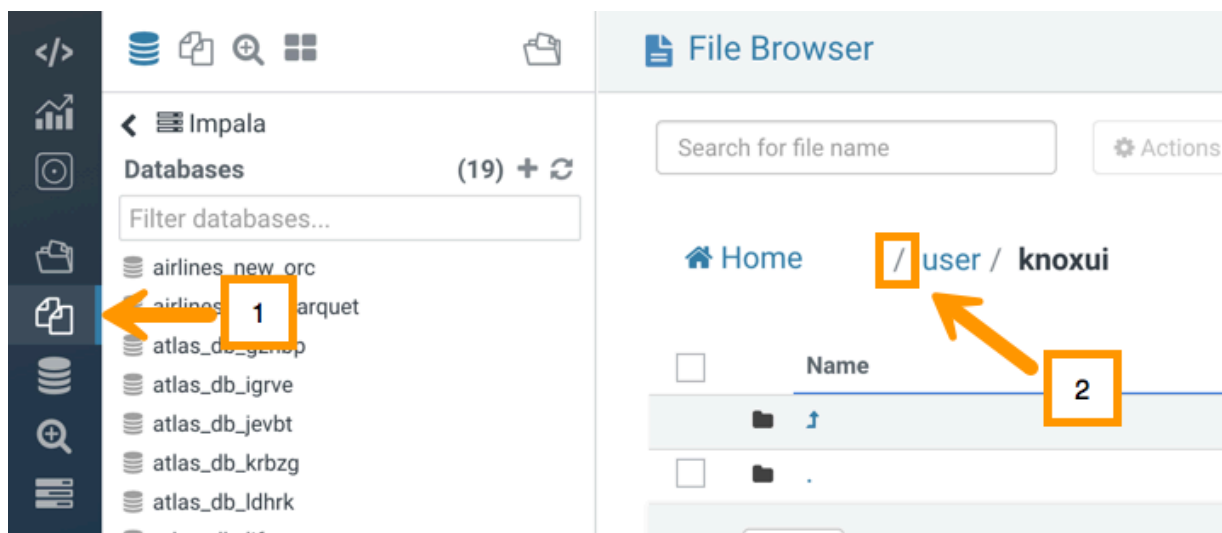 </>
File Browser
Impala
Databases (19)
Filter databases...
airlines_new_orc
arquet
atlas_db_igrve
atlas_db_jevbt
atlas_db_krbzg
atlas_db_ldhrk
1
Search for file name
Actions
Home / user / knoxui
Name
2
.